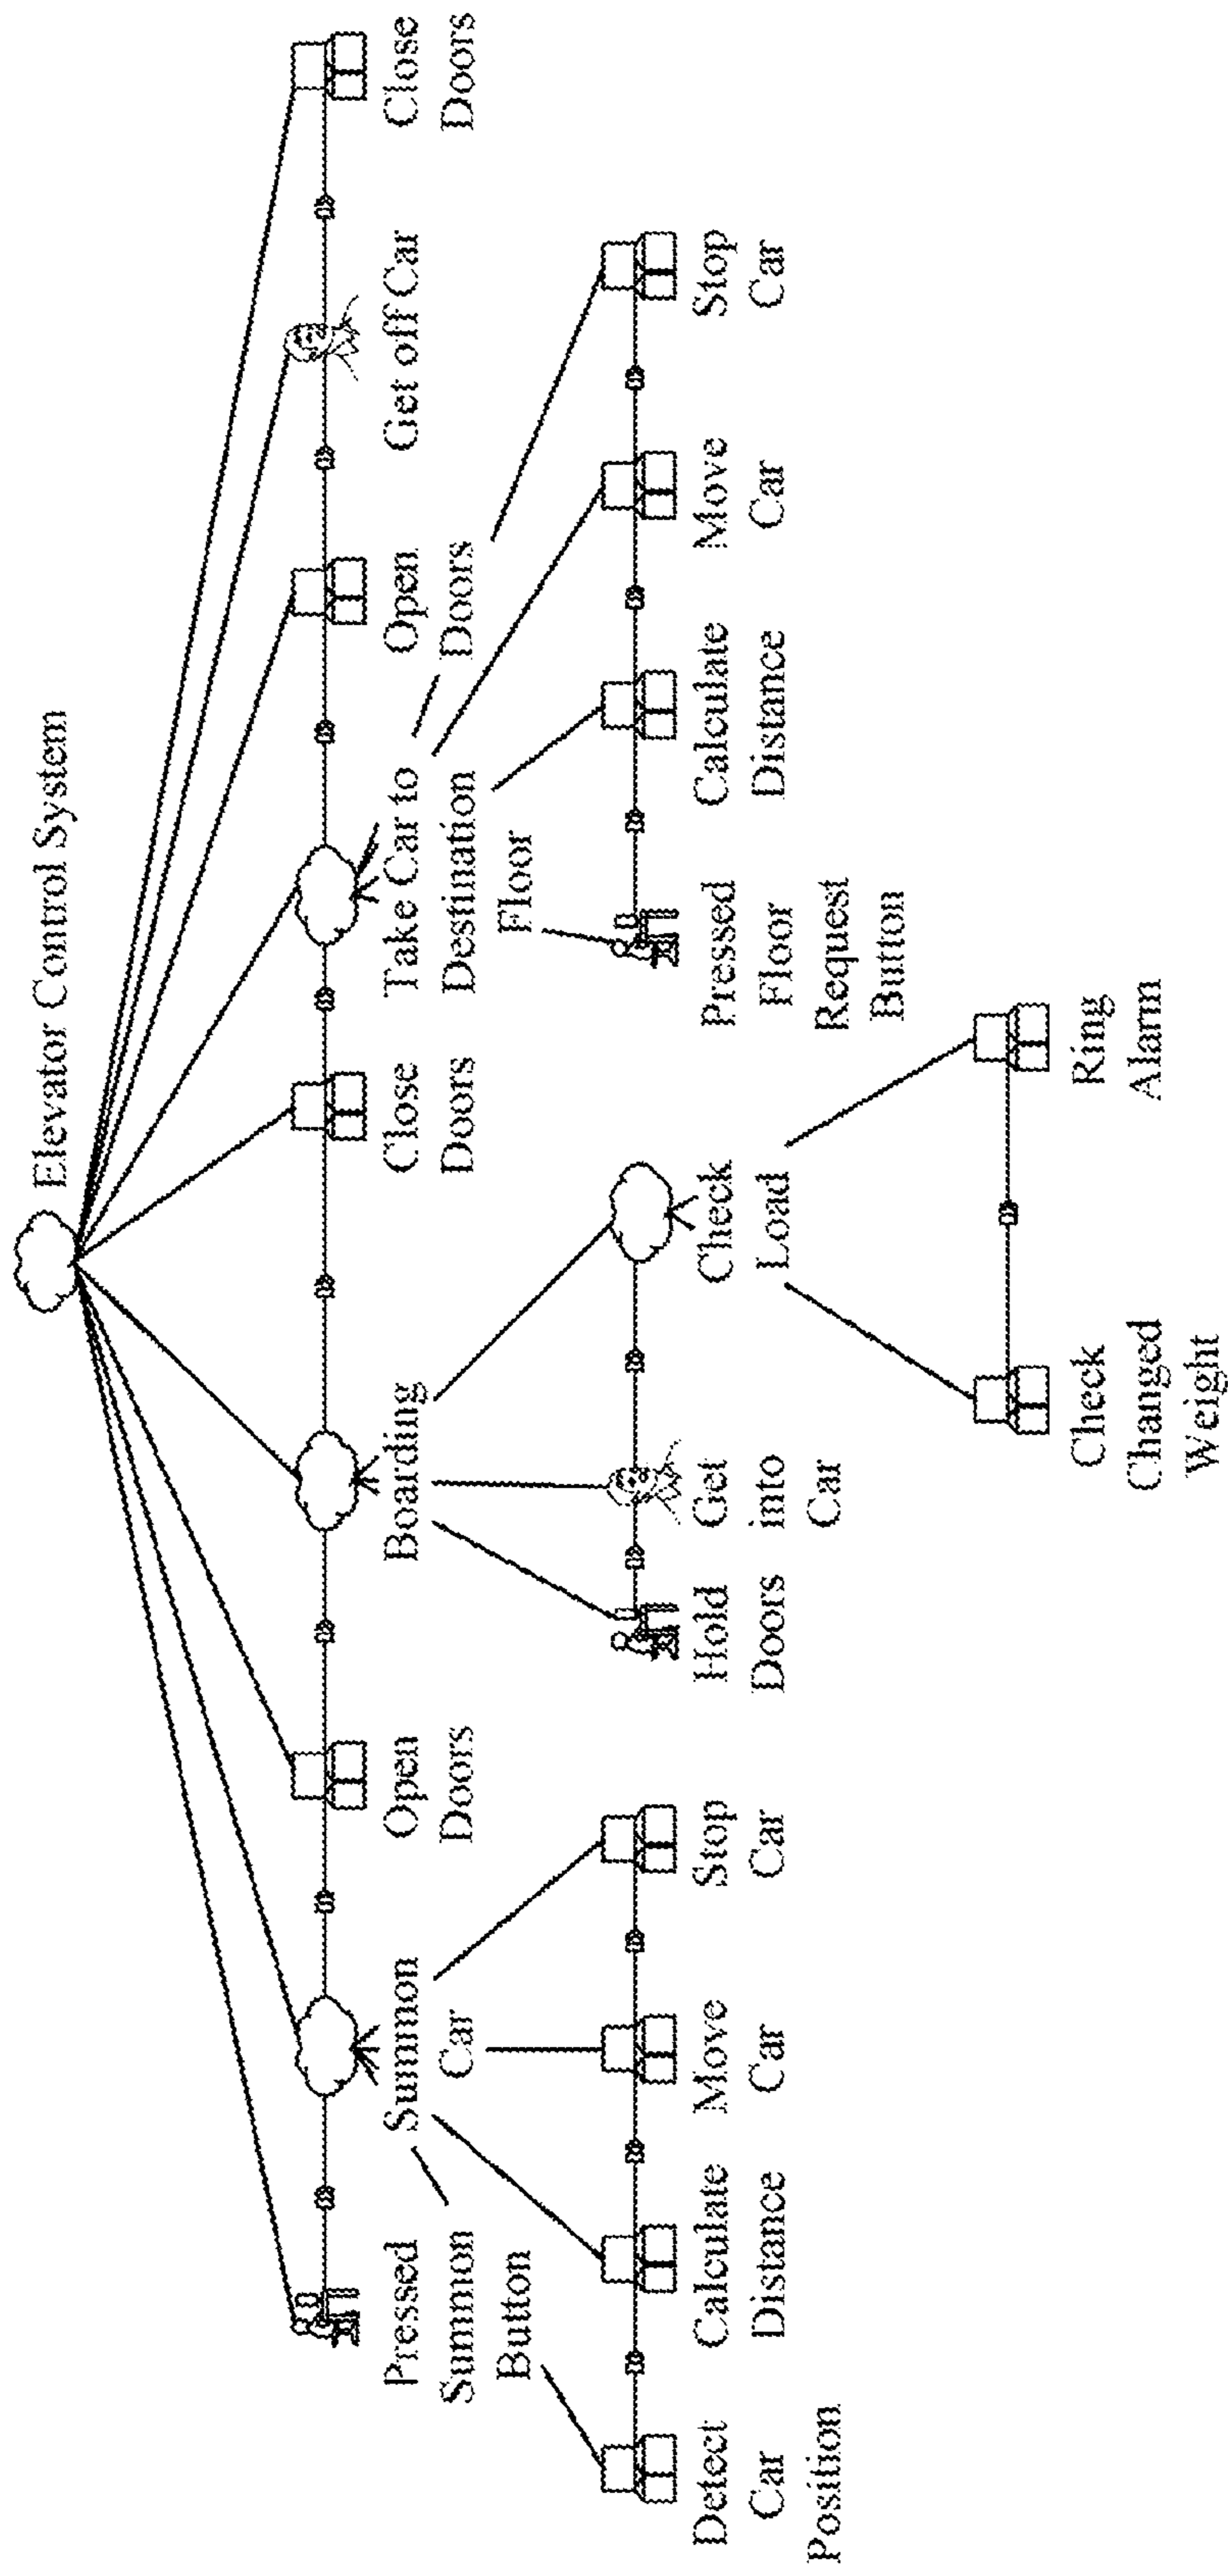 Elevator Control System
Pressed
Summon
Button
Summon
Car
Open
Doors
Boarding
Close
Doors
Take Car to
Destination
Floor
Open
Doors
Get off Car
Close
Doors
Detect
Car
Position
Calculate
Distance
Move
Car
Stop
Car
Hold
Doors
Get
into
Car
Check
Load
Pressed
Floor
Request
Button
Calculate
Distance
Move
Car
Stop
Car
Check
Changed
Weight
Ring
Alarm